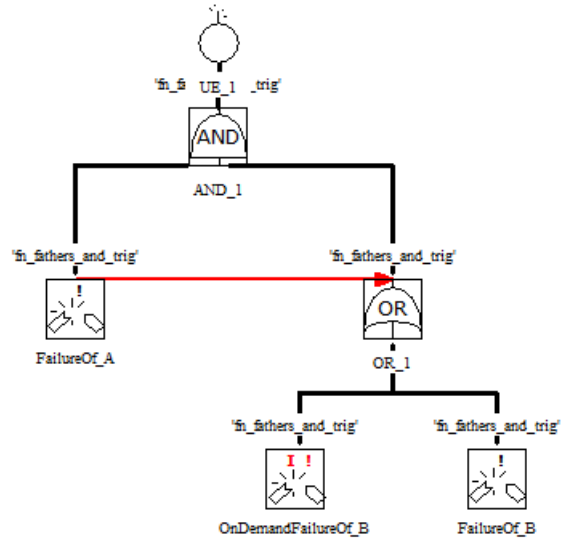 'fn_fa UE_1 _trig'
AND
AND_1
'fn_fathers_and_trig' 'fn_fathers_and_trig'
!
OR
FailureOf_A
OR_1
'fn_fathers_and_trig' 'fn_fathers_and_trig'
I ! !
OnDemandFailureOf_B FailureOf_B